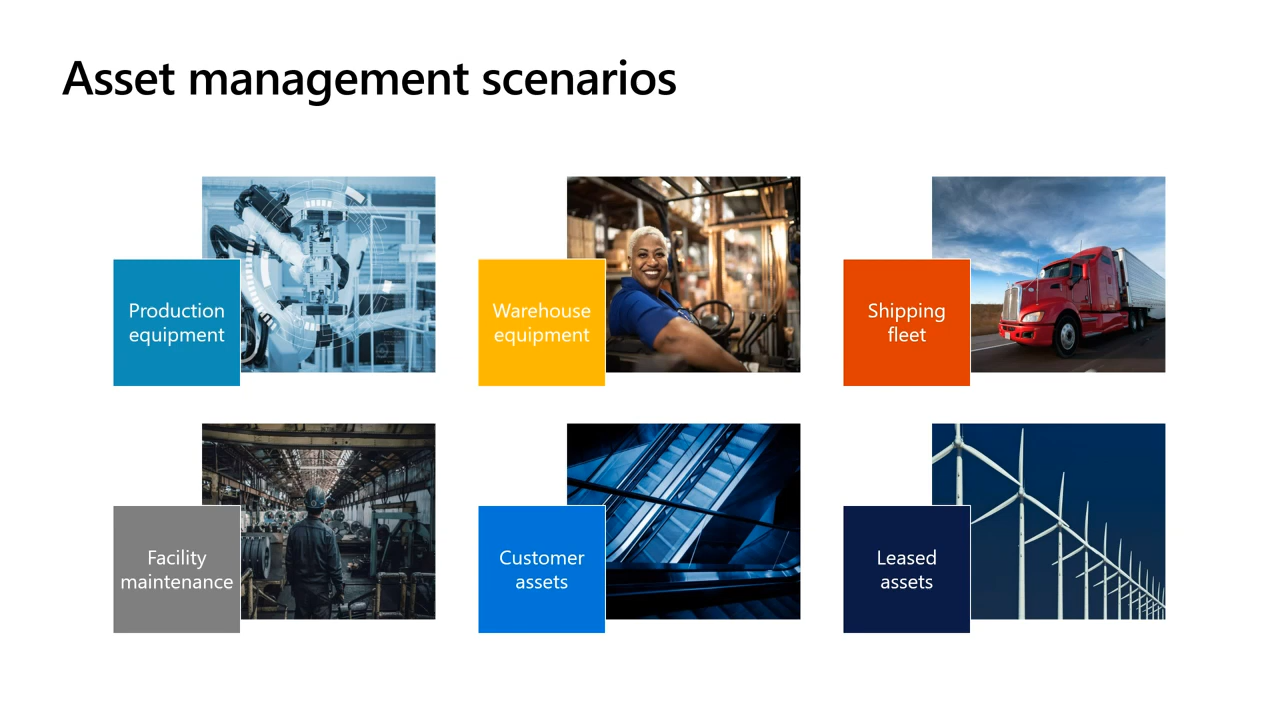 Asset management scenarios
Production
equipment
Warehouse
equipment
Shipping
fleet
Facility
maintenance
Customer
assets
Leased
assets